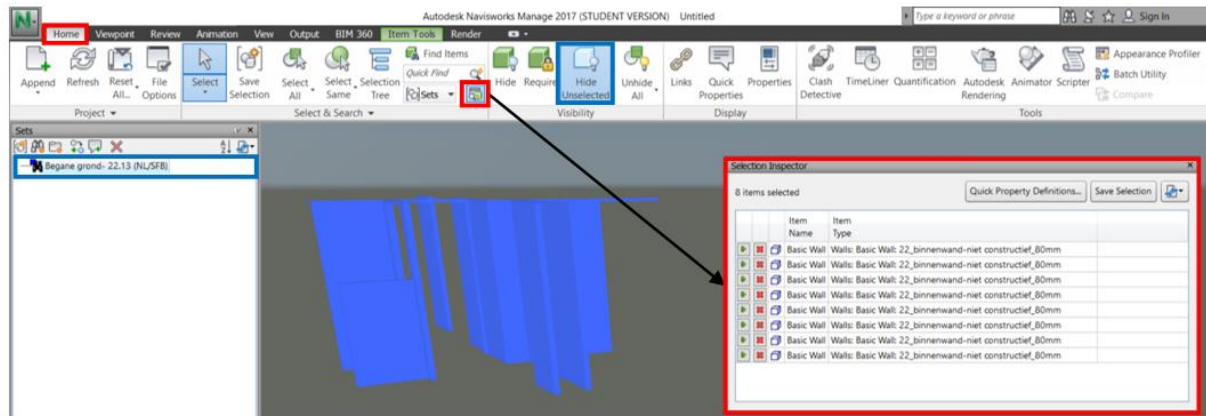 Autodesk Navisworks Manage 2017 (STUDENT VERSION) Untitled
Type a keyword or phrase
Sign In
N
Home Viewpoint Review Animation View Output BIM 360 Item Tools Render
Append
Refresh
Reset All...
File Options
Select
Save Selection
Select All
Select Same
Selection Tree
Find Items
Quick Find
Sets
Hide
Require
Hide Unselected
Unhide All
Links
Quick Properties
Properties
Clash Detective
TimeLiner
Quantification
Autodesk Rendering
Animator
Scripter
Appearance Profiler
Batch Utility
Compare
Project
Select & Search
Visibility
Display
Tools
Sets
Begane grond- 22.13 (NL/SFB)
Selection Inspector
8 items selected
Quick Property Definitions...
Save Selection
Item Name
Item Type
Basic Wall Walls: Basic Wall: 22_binnenwand-niet constructief_80mm
Basic Wall Walls: Basic Wall: 22_binnenwand-niet constructief_80mm
Basic Wall Walls: Basic Wall: 22_binnenwand-niet constructief_80mm
Basic Wall Walls: Basic Wall: 22_binnenwand-niet constructief_80mm
Basic Wall Walls: Basic Wall: 22_binnenwand-niet constructief_80mm
Basic Wall Walls: Basic Wall: 22_binnenwand-niet constructief_80mm
Basic Wall Walls: Basic Wall: 22_binnenwand-niet constructief_80mm
Basic Wall Walls: Basic Wall: 22_binnenwand-niet constructief_80mm